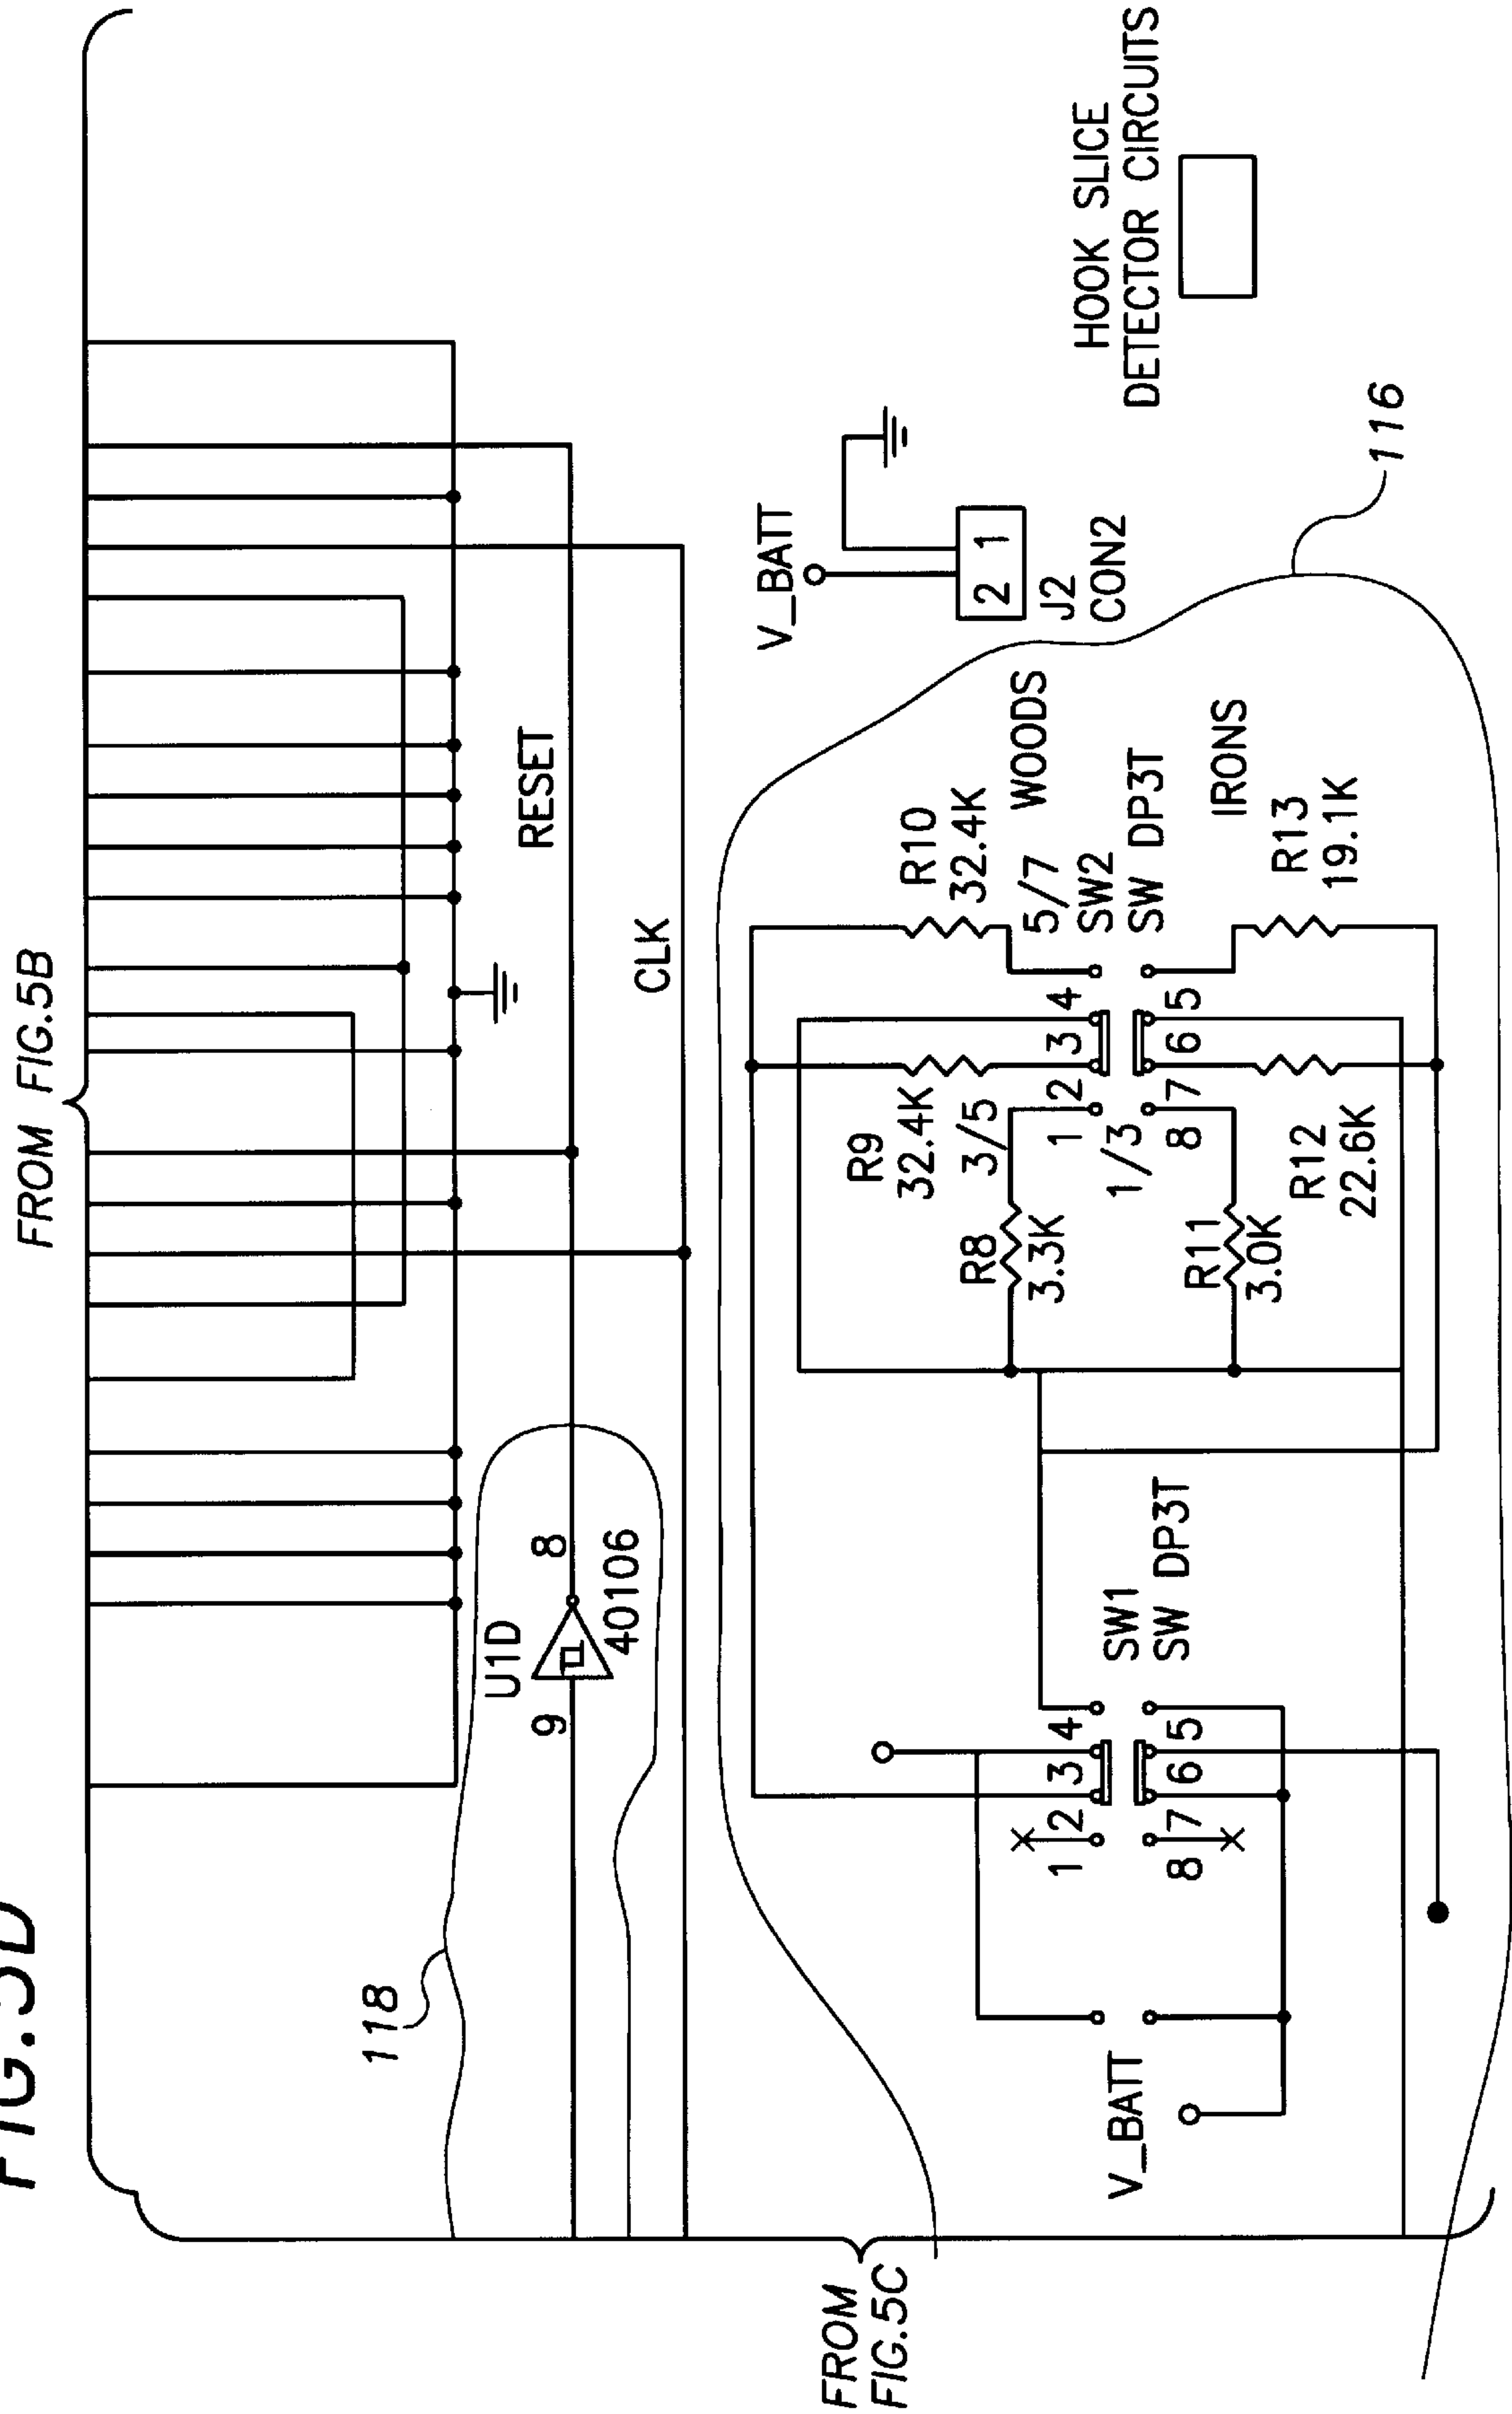 FIG.5D
FROM FIG.5B
RESET
CLK
118
U1D
9
8
40106
FROM
FIG.5C
V_BATT
2 1
J2
CON2
HOOK SLICE
DETECTOR CIRCUITS
116
R10
32.4K
WOODS
R9
32.4K
3/5
5/7
SW2
SW DP3T
1 2 3 4
1/3
8 7 6 5
R8
3.3K
R11
3.0K
IRONS
R12
22.6K
R13
19.1K
SW1
SW DP3T
1 2 3 4
8 7 6 5
V_BATT